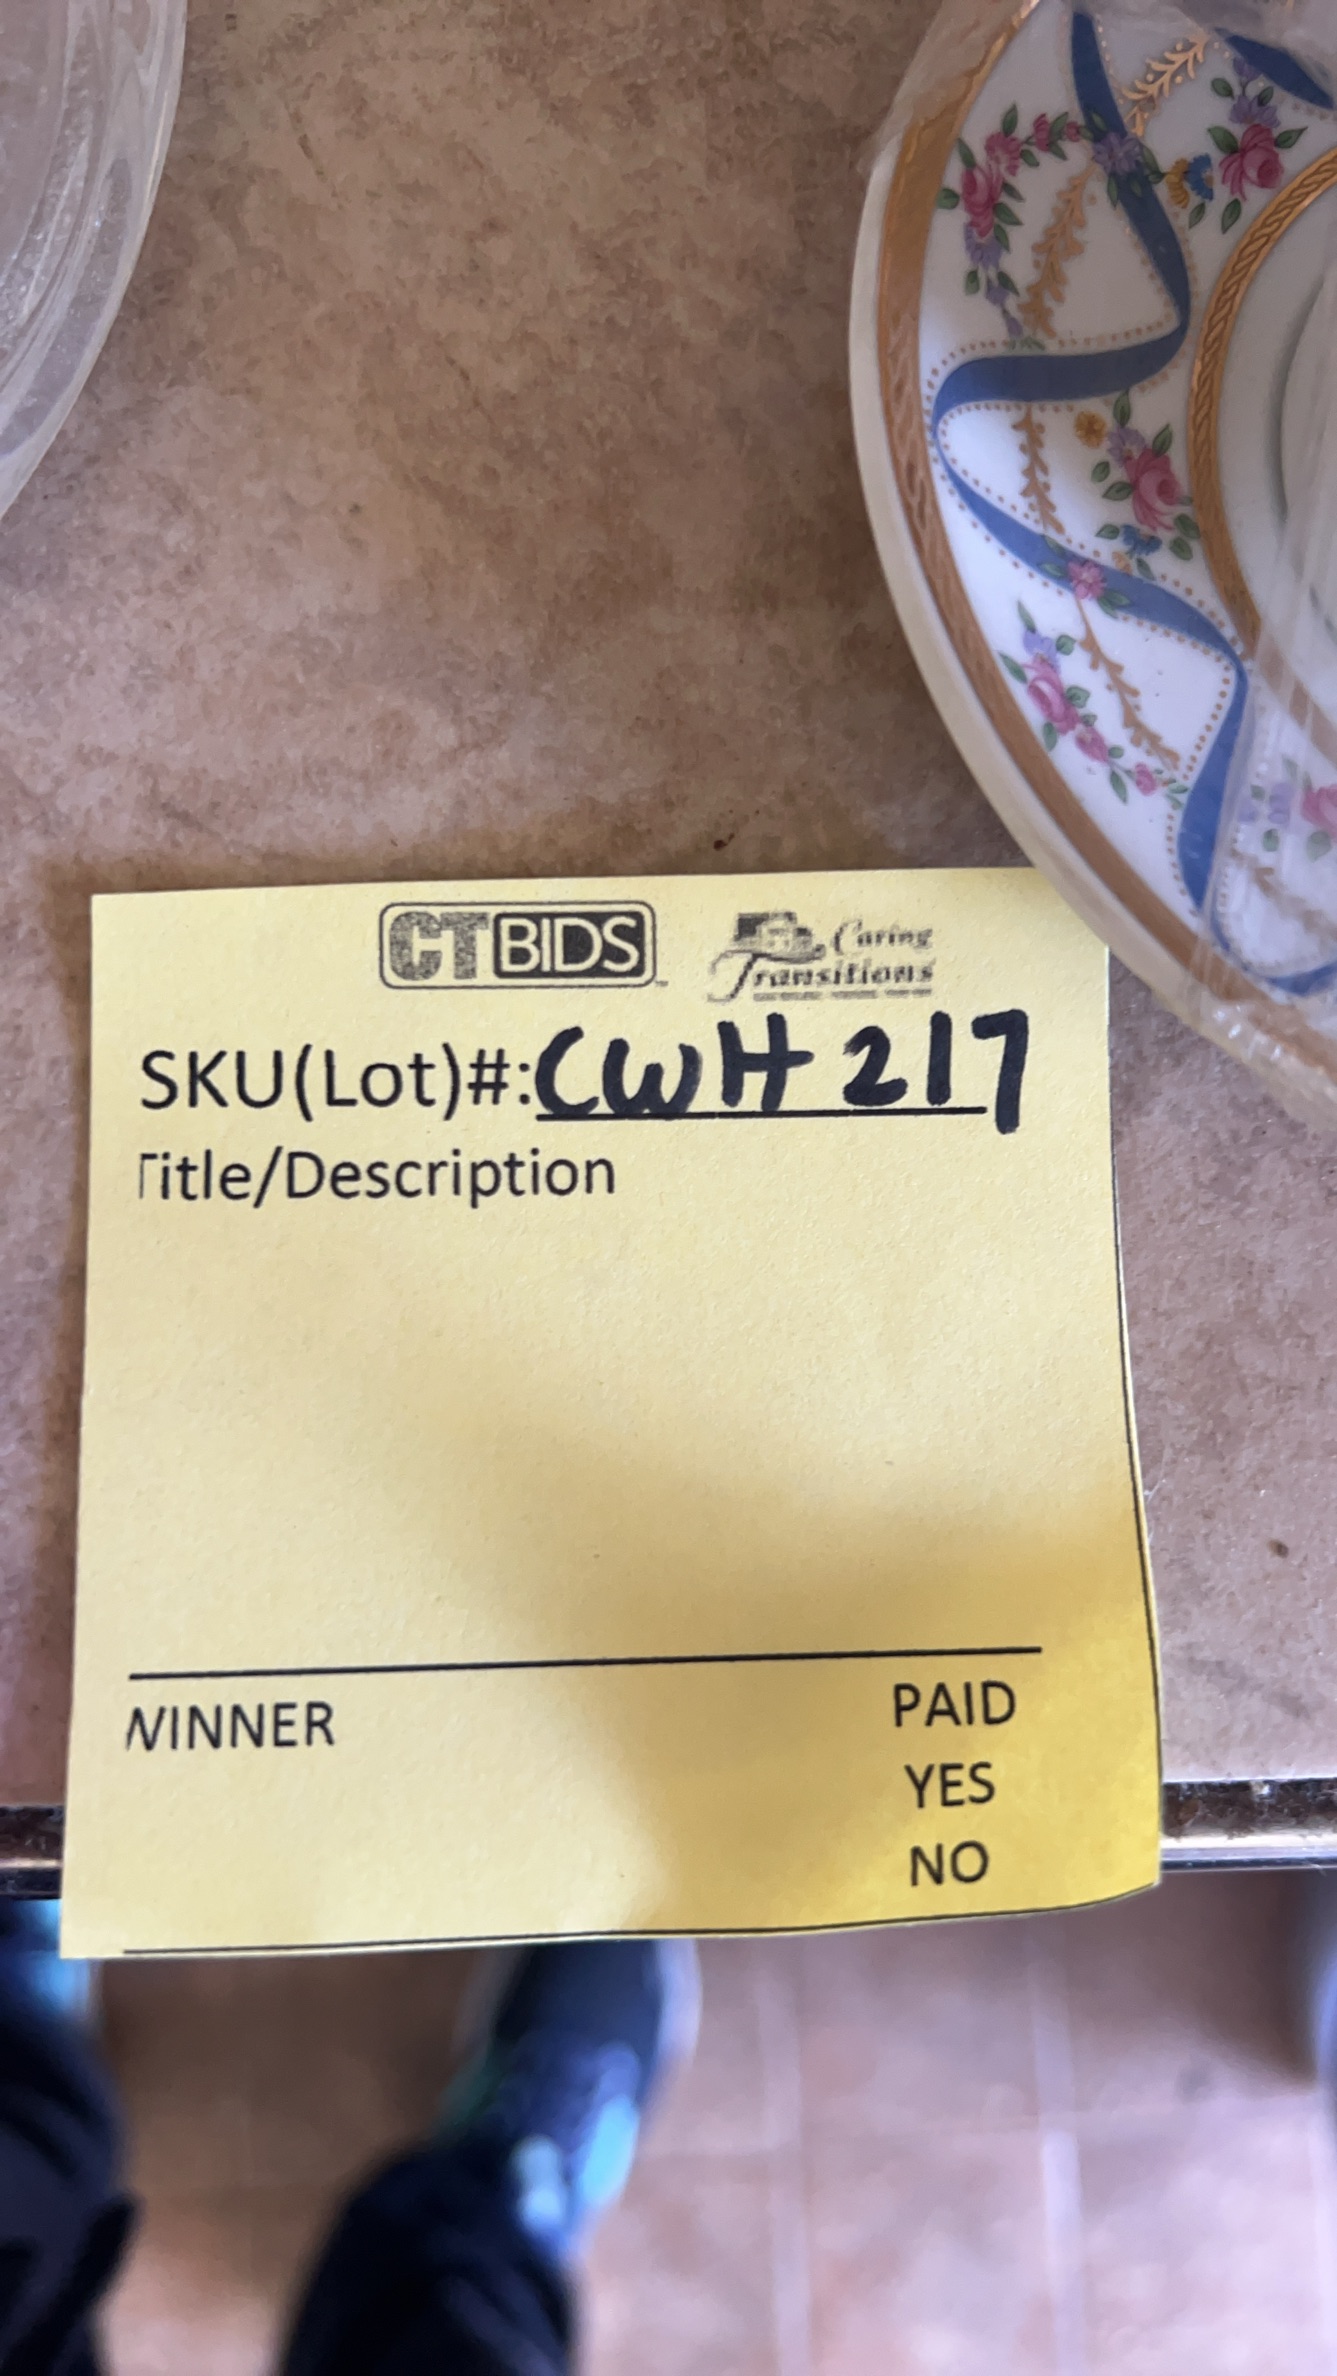 CTBIDS Caring Transitions
SKU(Lot)#:CWH 217
Title/Description
WINNER PAID
YES
NO